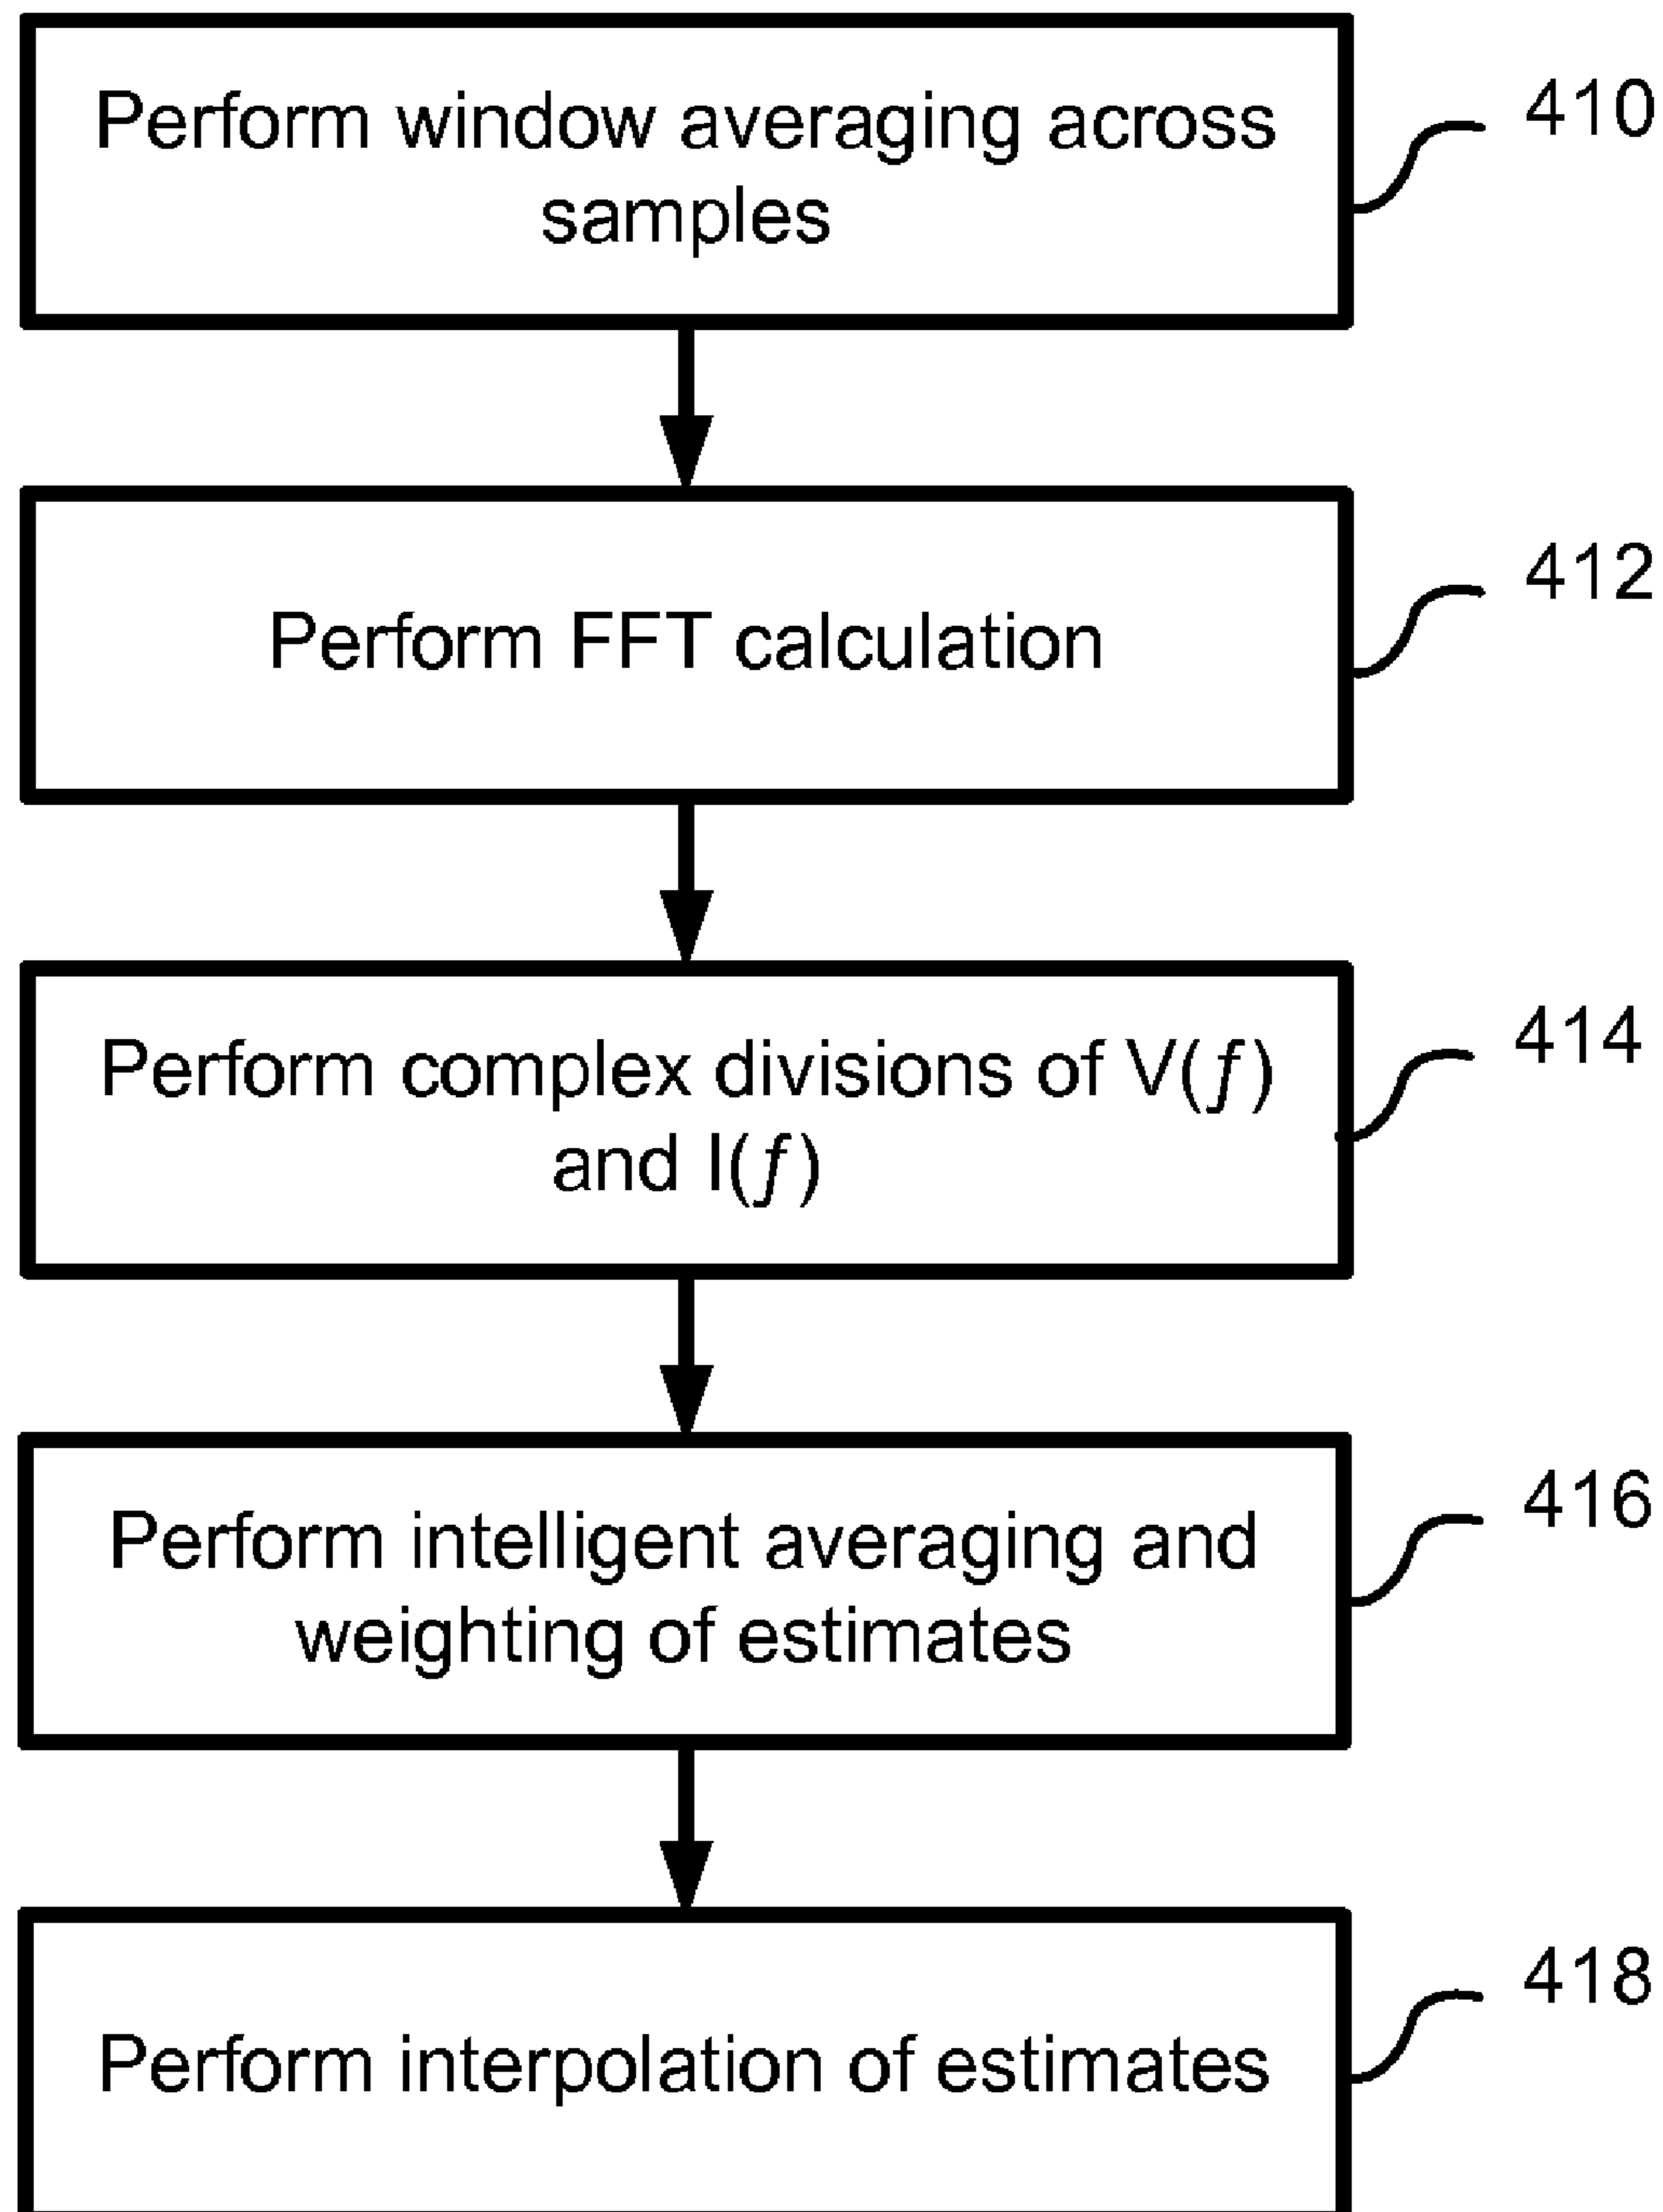 Perform window averaging across
samples
410
Perform FFT calculation
412
Perform complex divisions of V(ƒ)
and I(ƒ)
414
Perform intelligent averaging and
weighting of estimates
416
Perform interpolation of estimates
418